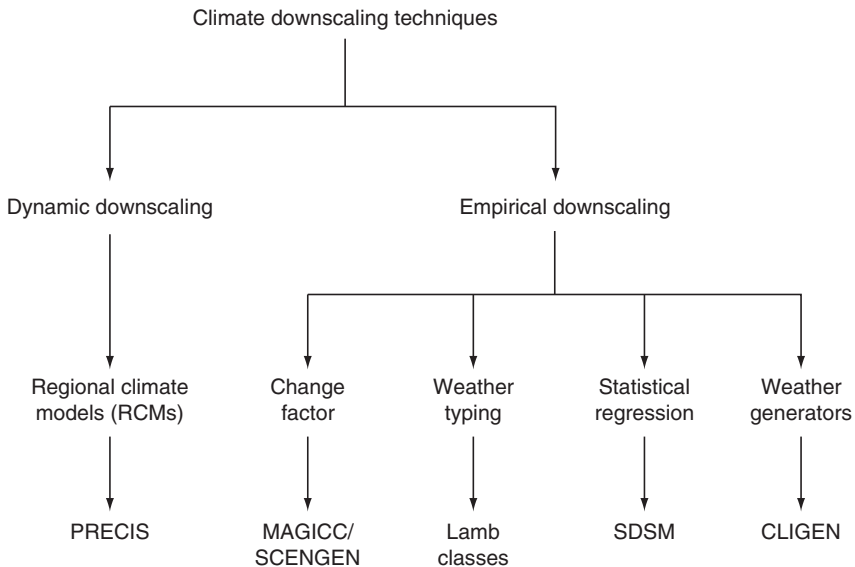 Climate downscaling techniques
Dynamic downscaling
Empirical downscaling
Regional climate
models (RCMs)
Change
factor
Weather
typing
Statistical
regression
Weather
generators
PRECIS
MAGICC/
SCENGEN
Lamb
classes
SDSM
CLIGEN